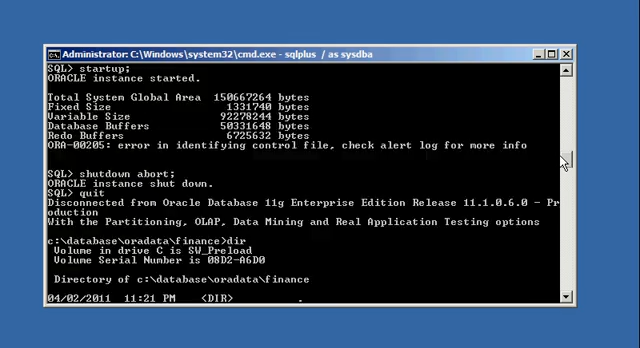 Administrator: C:\Windows\system32\cmd.exe - sqlplus / as sysdba
SQL> startup;
ORACLE instance started.
Total System Global Area 150667264 bytes
Fixed Size 1331740 bytes
Variable Size 92278244 bytes
Database Buffers 50331648 bytes
Redo Buffers 6725632 bytes
ORA-00205: error in identifying control file, check alert log for more info
SQL> shutdown abort;
ORACLE instance shut down.
SQL> quit
Disconnected from Oracle Database 11g Enterprise Edition Release 11.1.0.6.0 - Pr
oduction
With the Partitioning, OLAP, Data Mining and Real Application Testing options
c:\database\oradata\finance>dir
Volume in drive C is SW_Preload
Volume Serial Number is 08D2-A6D0
Directory of c:\database\oradata\finance
04/02/2011 11:21 PM <DIR> .